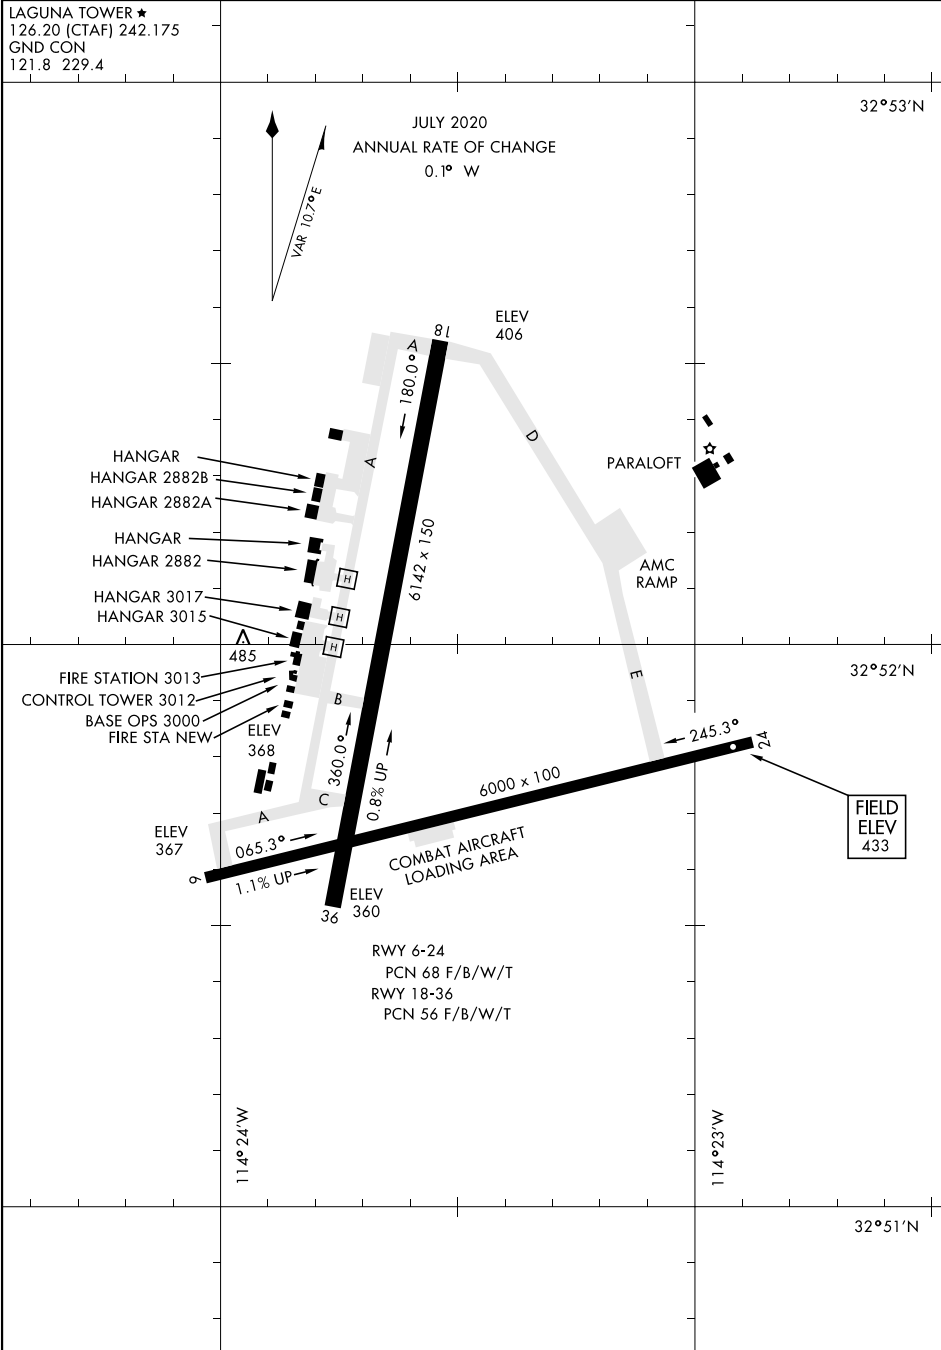 LAGUNA TOWER ★
126.20 (CTAF) 242.175
GND CON
121.8 229.4
32°53'N
JULY 2020
ANNUAL RATE OF CHANGE
0.1° W
VAR 10.7°E
18
ELEV
406
A
180.0°
D
A
HANGAR
HANGAR 2882B
HANGAR 2882A
PARALOFT
6142 x 150
HANGAR
HANGAR 2882
H
AMC
RAMP
HANGAR 3017
HANGAR 3015
H
H
485
32°52'N
FIRE STATION 3013
CONTROL TOWER 3012
BASE OPS 3000
FIRE STA NEW
E
B
ELEV
368
360.0°
0.8% UP
245.3°
24
6000 x 100
C
A
FIELD
ELEV
433
ELEV
367
065.3°
COMBAT AIRCRAFT
LOADING AREA
6
1.1% UP
ELEV
360
36
RWY 6-24
PCN 68 F/B/W/T
RWY 18-36
PCN 56 F/B/W/T
114°24'W
114°23'W
32°51'N